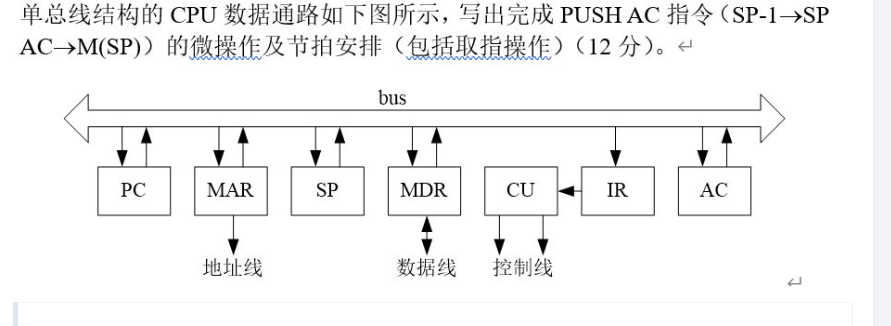 单总线结构的 CPU 数据通路如下图所示，写出完成 PUSH AC 指令（SP-1→SP
AC→M(SP)）的微操作及节拍安排（包括取指操作）（12 分）。↵
bus
PC MAR SP MDR CU IR AC
地址线 数据线 控制线
↵